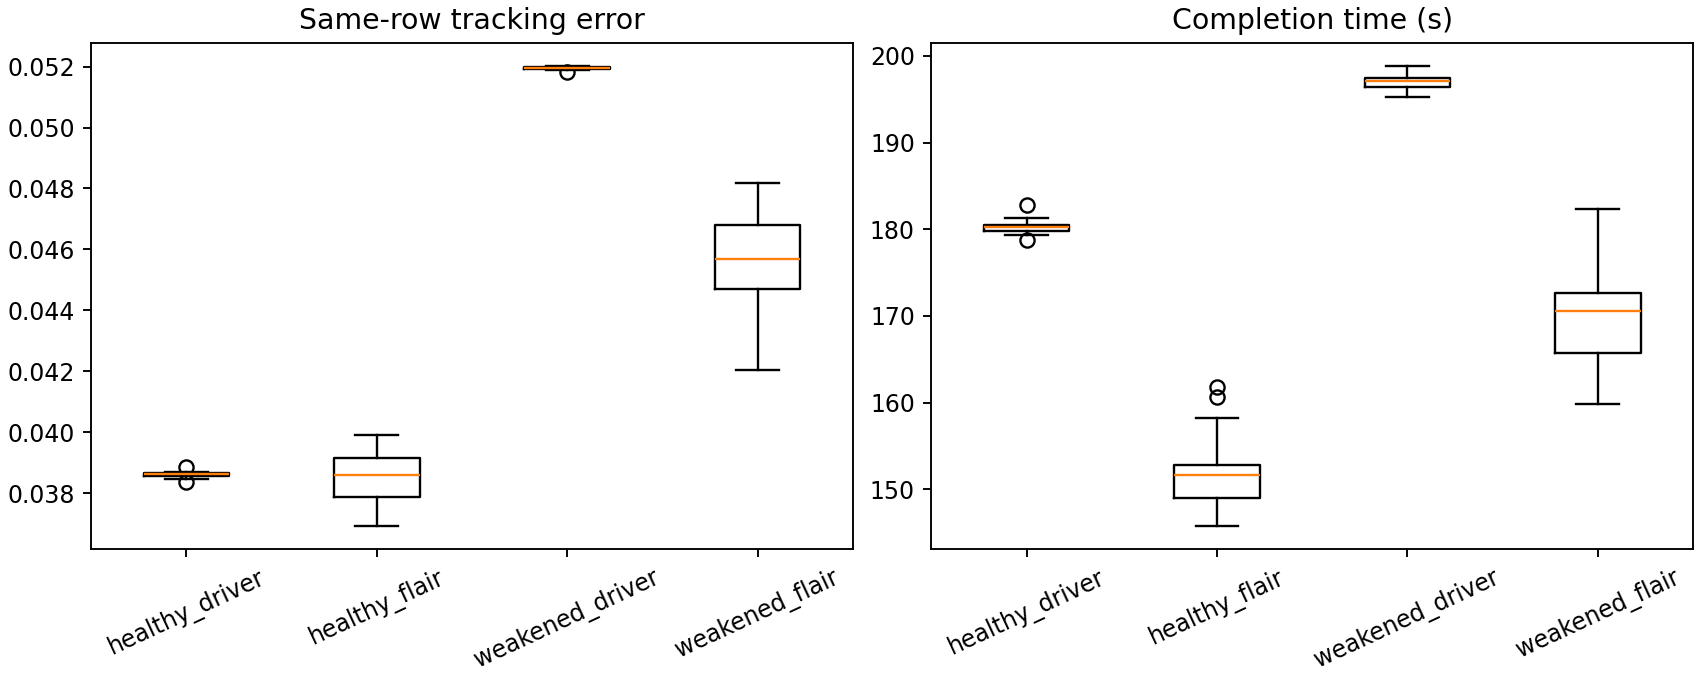 Same-row tracking error
0.052
0.050
0.048
0.046
0.044
0.042
0.040
0.038
healthy_driver
healthy_flair
weakened_driver
weakened_flair
Completion time (s)
200
190
180
170
160
150
healthy_driver
healthy_flair
weakened_driver
weakened_flair